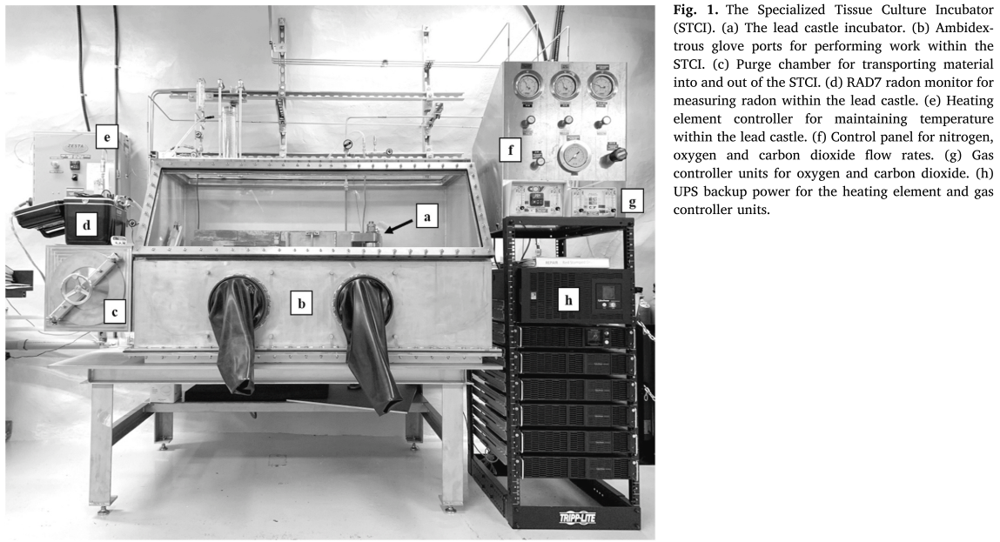 e
ZESTA
d
c
b
a
f
g
h
TRIPP·LITE
Fig. 1. The Specialized Tissue Culture Incubator
(STCI). (a) The lead castle incubator. (b) Ambidex-
trous glove ports for performing work within the
STCI. (c) Purge chamber for transporting material
into and out of the STCI. (d) RAD7 radon monitor for
measuring radon within the lead castle. (e) Heating
element controller for maintaining temperature
within the lead castle. (f) Control panel for nitrogen,
oxygen and carbon dioxide flow rates. (g) Gas
controller units for oxygen and carbon dioxide. (h)
UPS backup power for the heating element and gas
controller units.